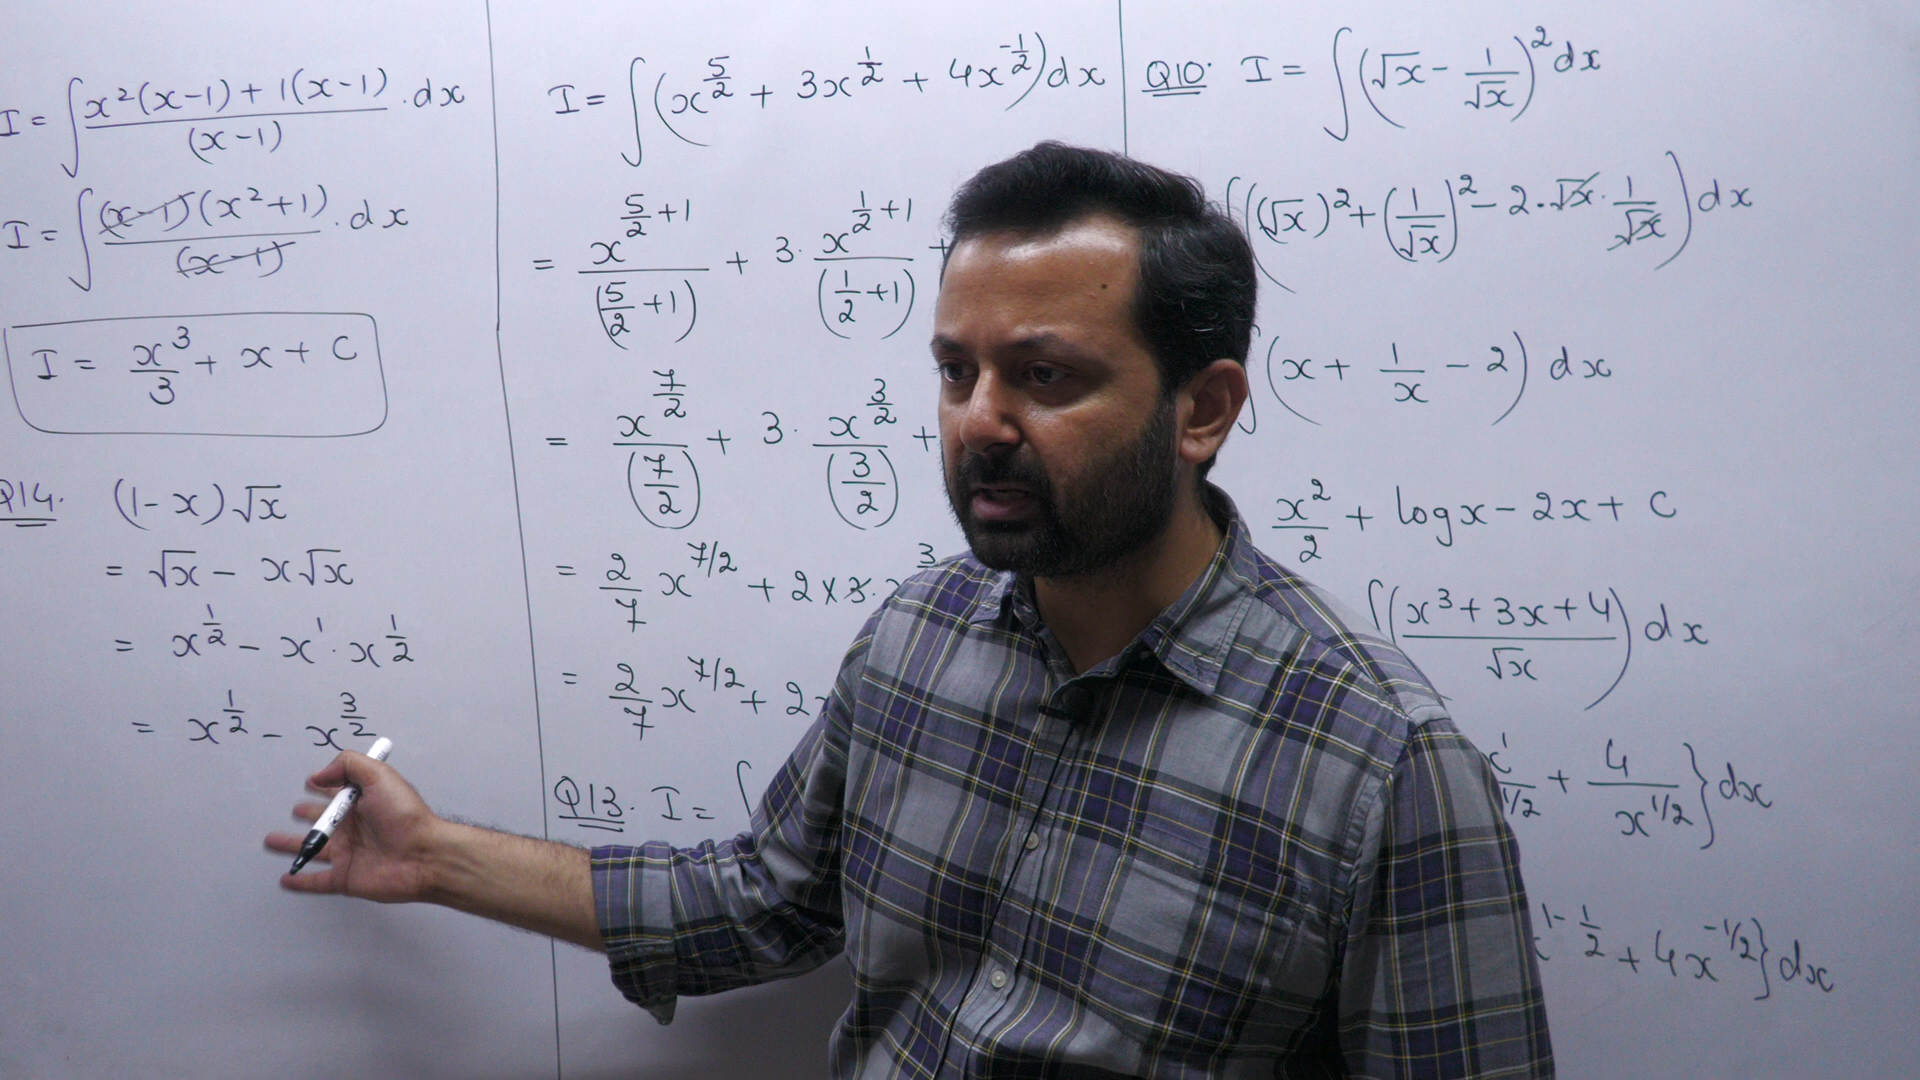 I = ∫ x²(x-1) + 1(x-1) / (x-1) . dx
I = ∫ (x-1)(x²+1) / (x-1) . dx
I = x³/3 + x + C
Q14. (1-x)√x
= √x - x√x
= x^(1/2) - x^1 · x^(1/2)
= x^(1/2) - x^(3/2)
I = ∫(x^(5/2) + 3x^(1/2) + 4x^(-1/2)) dx
= x^(5/2+1) / (5/2+1) + 3. x^(1/2+1) / (1/2+1) +
= x^(7/2) / (7/2) + 3. x^(3/2) / (3/2) +
= 2/7 x^(7/2) + 2×3.
= 2/7 x^(7/2) + 2
Q13. I = ∫
Q10. I = ∫(√x - 1/√x)² dx
((√x)² + (1/√x)² - 2.√x.1/√x) dx
(x + 1/x - 2) dx
x²/2 + log x - 2x + C
∫((x³+3x+4)/√x) dx
+ 4/x^(1/2)} dx
1-1/2 + 4x^(-1/2)} dx